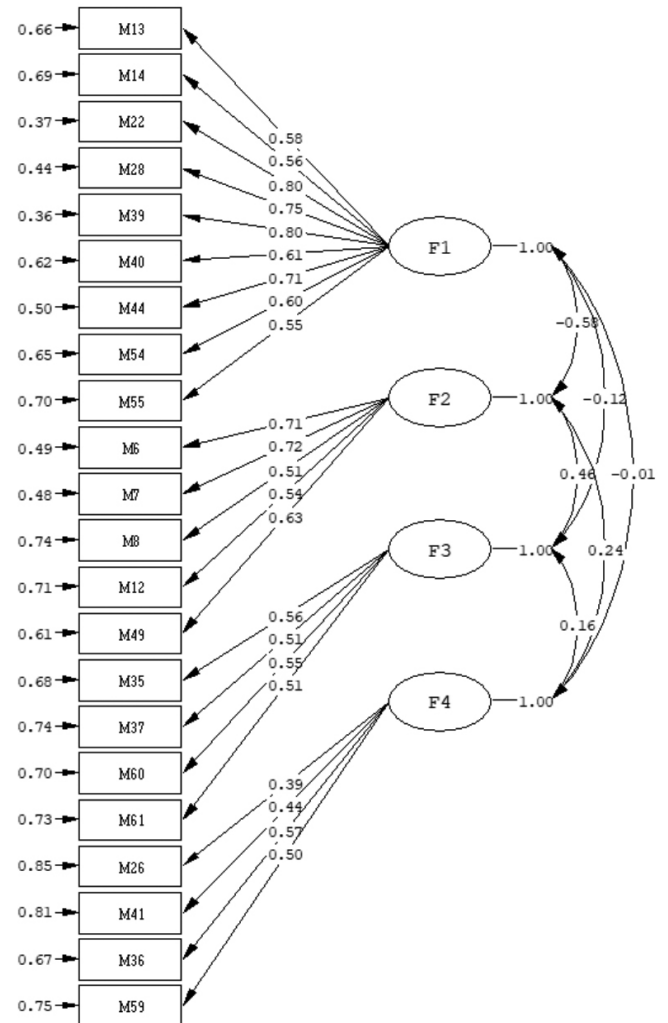 0.66 M13
0.69 M14
0.37 M22
0.58
0.56
0.44 M28
0.80
0.75
0.36 M39
0.80
0.62 M40
0.61
F1 1.00
0.71
0.50 M44
0.60
0.55
-0.58
0.65 M54
0.70 M55
F2 1.00 -0.12
0.71
0.49 M6
0.72
0.51
0.46 -0.01
0.48 M7
0.54
0.63
0.74 M8
F3 1.00 0.24
0.71 M12
0.56
0.16
0.61 M49
0.51
0.55
0.68 M35
0.51
F4 1.00
0.74 M37
0.70 M60
0.39
0.44
0.73 M61
0.57
0.50
0.85 M26
0.81 M41
0.67 M36
0.75 M59